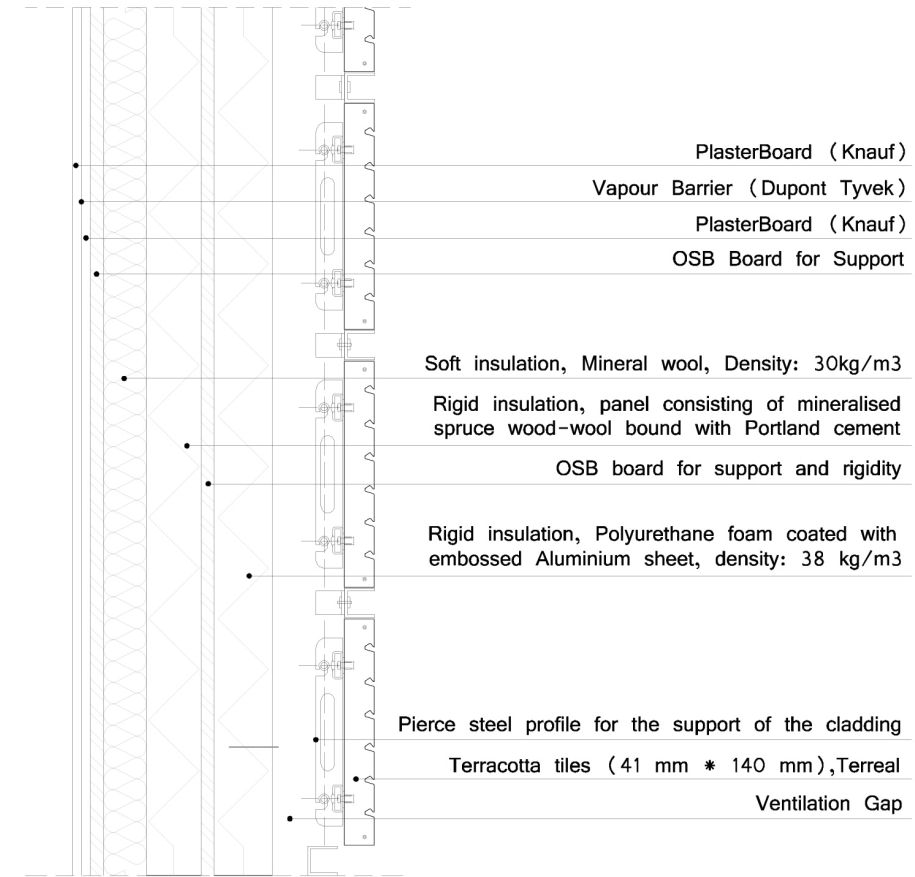 PlasterBoard (Knauf)
Vapour Barrier (Dupont Tyvek)
PlasterBoard (Knauf)
OSB Board for Support
Soft insulation, Mineral wool, Density: 30kg/m3
Rigid insulation, panel consisting of mineralised
spruce wood-wool bound with Portland cement
OSB board for support and rigidity
Rigid insulation, Polyurethane foam coated with
embossed Aluminium sheet, density: 38 kg/m3
Pierce steel profile for the support of the cladding
Terracotta tiles (41 mm * 140 mm),Terreal
Ventilation Gap